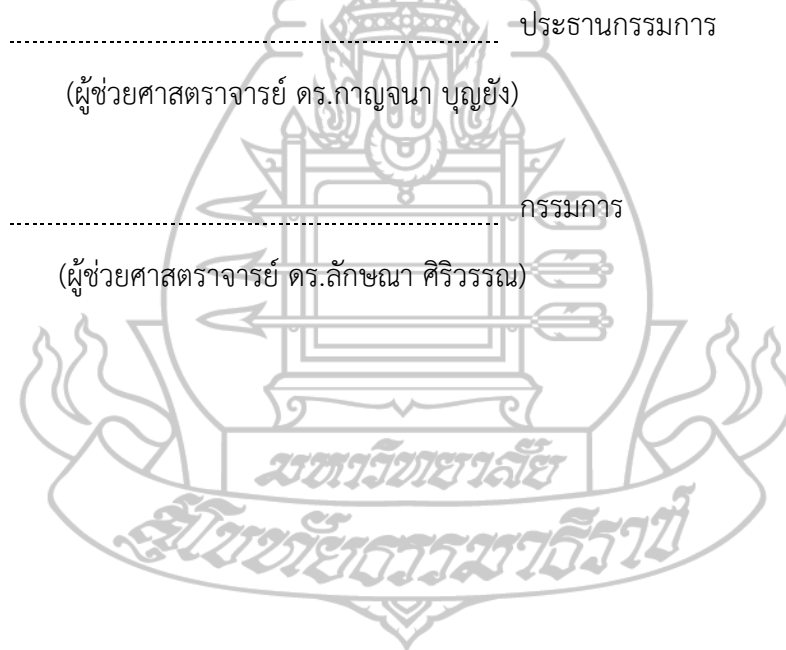 ประธานกรรมการ
(ผู้ช่วยศาสตราจารย์ ดร.กาญจนา บุญยัง)
กรรมการ
(ผู้ช่วยศาสตราจารย์ ดร.ลักษณา ศิริวรรณ)
มหาวิทยาลัย
สุโขทัยธรรมาธิราช